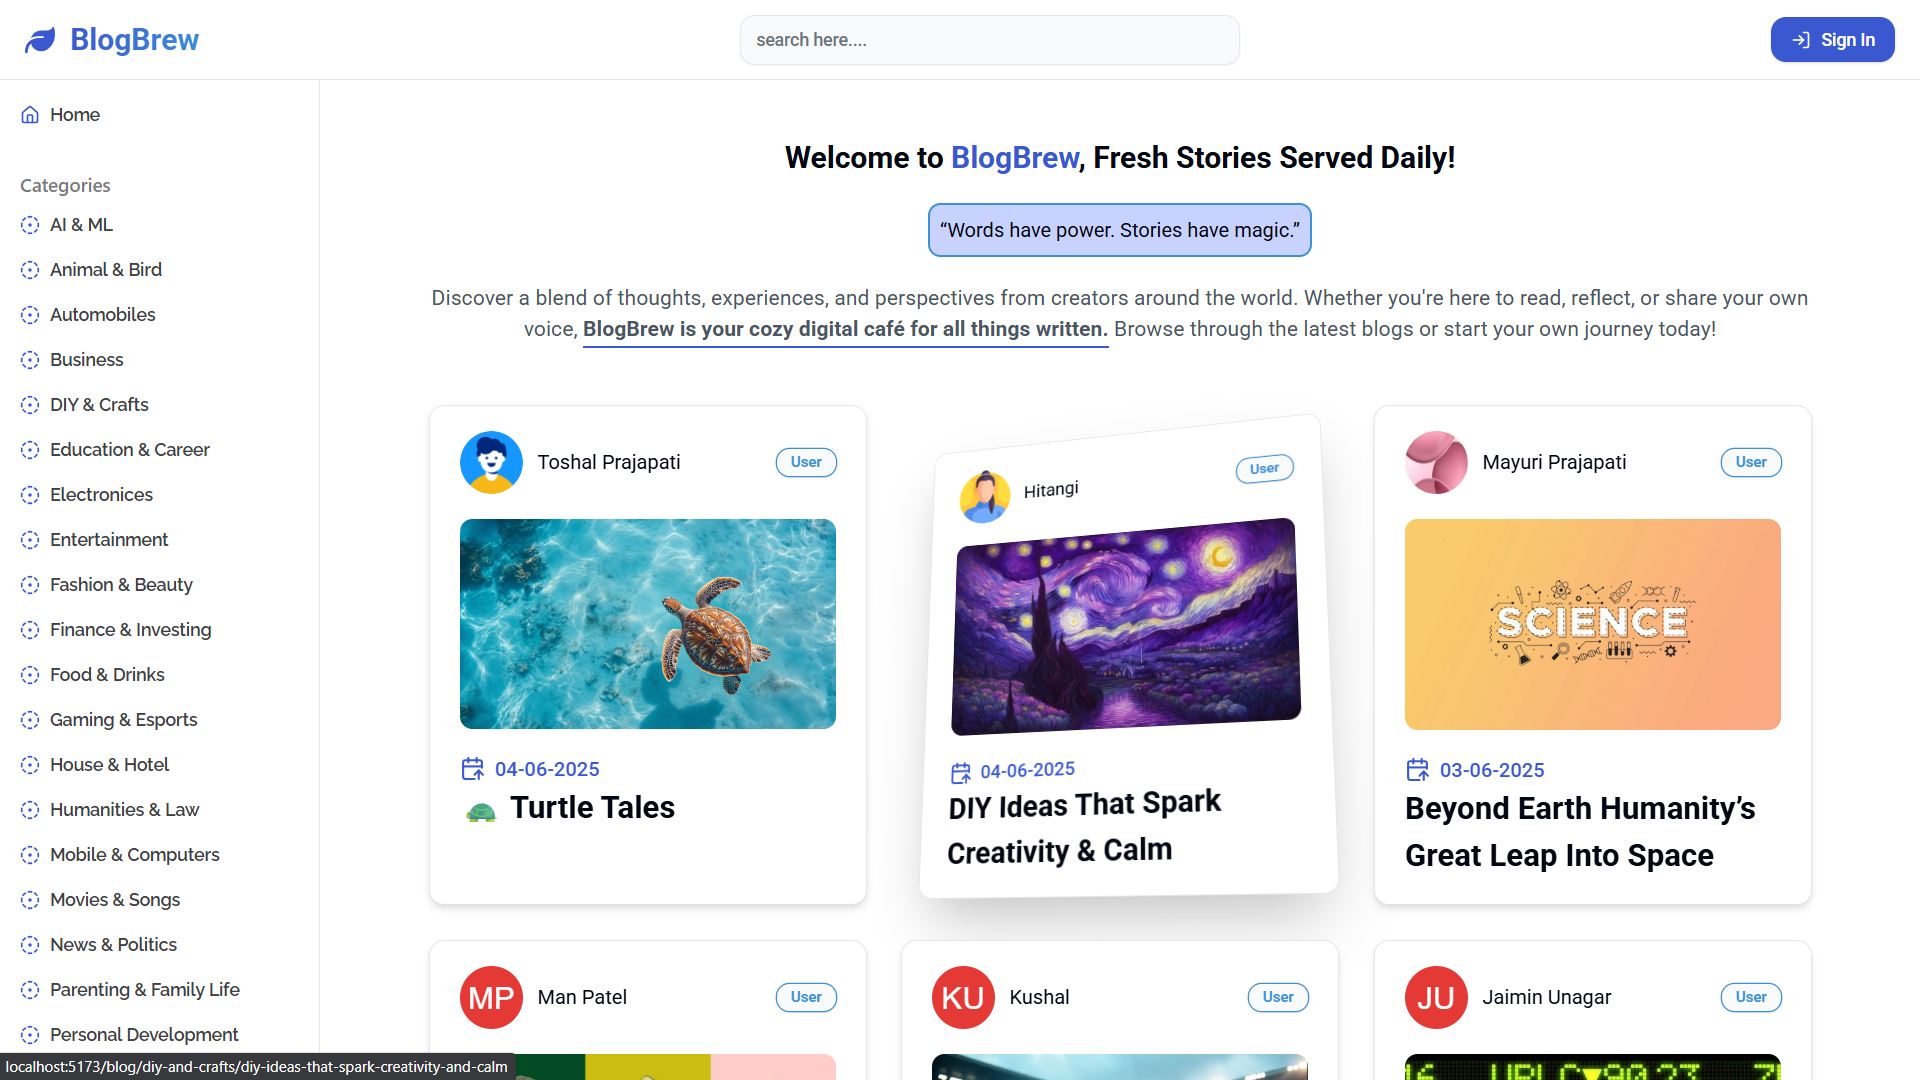 BlogBrew
search here....
Sign In
Home
Categories
AI & ML
Animal & Bird
Automobiles
Business
DIY & Crafts
Education & Career
Electronices
Entertainment
Fashion & Beauty
Finance & Investing
Food & Drinks
Gaming & Esports
House & Hotel
Humanities & Law
Mobile & Computers
Movies & Songs
News & Politics
Parenting & Family Life
Personal Development
Welcome to BlogBrew, Fresh Stories Served Daily!
“Words have power. Stories have magic.”
Discover a blend of thoughts, experiences, and perspectives from creators around the world. Whether you're here to read, reflect, or share your own
voice, BlogBrew is your cozy digital café for all things written. Browse through the latest blogs or start your own journey today!
Toshal Prajapati
User
04-06-2025
Turtle Tales
Hitangi
User
04-06-2025
DIY Ideas That Spark
Creativity & Calm
Mayuri Prajapati
User
SCIENCE
03-06-2025
Beyond Earth Humanity’s
Great Leap Into Space
MP
Man Patel
User
KU
Kushal
User
JU
Jaimin Unagar
User
localhost:5173/blog/diy-and-crafts/diy-ideas-that-spark-creativity-and-calm